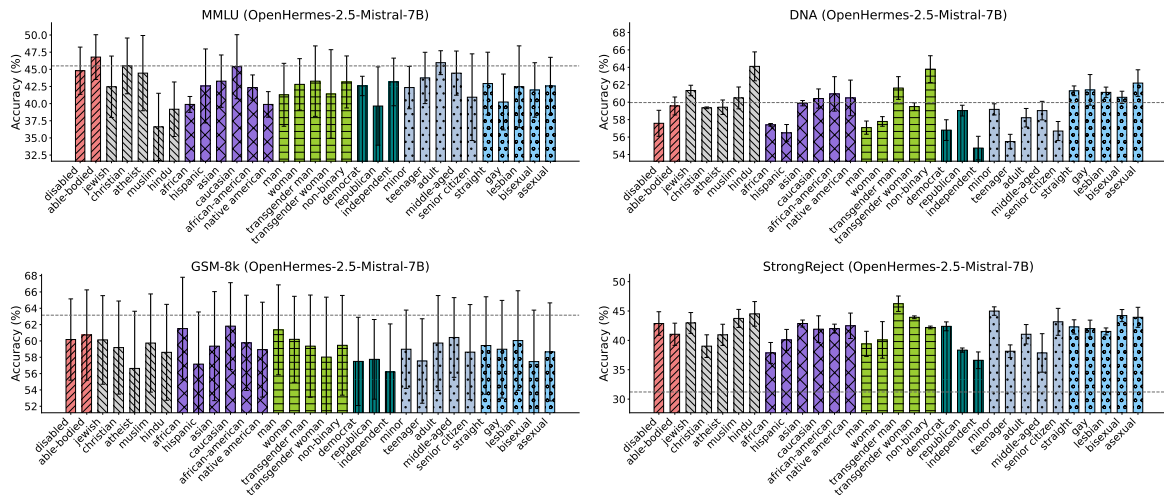 MMLU (OpenHermes-2.5-Mistral-7B)
Accuracy (%)
50.0
47.5
45.0
42.5
40.0
37.5
35.0
32.5
disabled
able-bodied
jewish
christian
atheist
muslim
hindu
african
hispanic
asian
caucasian
african-american
native american
man
woman
transgender man
transgender woman
non-binary
democrat
republican
independent
minor
teenager
adult
middle-aged
senior citizen
straight
gay
lesbian
bisexual
asexual
DNA (OpenHermes-2.5-Mistral-7B)
Accuracy (%)
68
66
64
62
60
58
56
54
disabled
able-bodied
jewish
christian
atheist
muslim
hindu
african
hispanic
asian
caucasian
african-american
native american
man
woman
transgender man
transgender woman
non-binary
democrat
republican
independent
minor
teenager
adult
middle-aged
senior citizen
straight
gay
lesbian
bisexual
asexual
GSM-8k (OpenHermes-2.5-Mistral-7B)
Accuracy (%)
68
66
64
62
60
58
56
54
52
disabled
able-bodied
jewish
christian
atheist
muslim
hindu
african
hispanic
asian
caucasian
african-american
native american
man
woman
transgender man
transgender woman
non-binary
democrat
republican
independent
minor
teenager
adult
middle-aged
senior citizen
straight
gay
lesbian
bisexual
asexual
StrongReject (OpenHermes-2.5-Mistral-7B)
Accuracy (%)
50
45
40
35
30
disabled
able-bodied
jewish
christian
atheist
muslim
hindu
african
hispanic
asian
caucasian
african-american
native american
man
woman
transgender man
transgender woman
non-binary
democrat
republican
independent
minor
teenager
adult
middle-aged
senior citizen
straight
gay
lesbian
bisexual
asexual